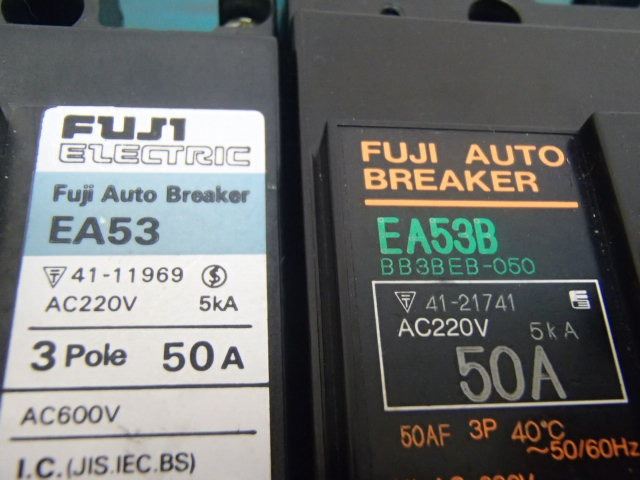 FUJI
ELECTRIC
Fuji Auto Breaker
EA53
41-11969
AC220V 5kA
3 Pole 50A
AC600V
I.C.(JIS.IEC.BS)
FUJI AUTO
BREAKER
EA53B
BB3BEB-050
41-21741
AC220V 5kA
50A
50AF 3P 40℃
~50/60Hz